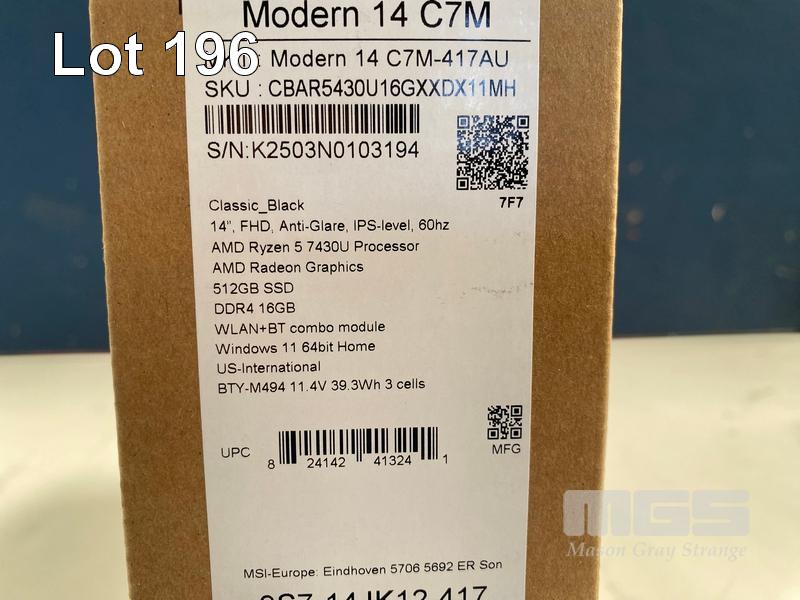 Modern 14 C7M
Lot 196
: Modern 14 C7M-417AU
SKU : CBAR5430U16GXXDX11MH
S/N:K2503N0103194
7F7
Classic_Black
14", FHD, Anti-Glare, IPS-level, 60hz
AMD Ryzen 5 7430U Processor
AMD Radeon Graphics
512GB SSD
DDR4 16GB
WLAN+BT combo module
Windows 11 64bit Home
US-International
BTY-M494 11.4V 39.3Wh 3 cells
UPC
8 24142 41324 1
MFG
MGS
Mason Gray Strange
MSI-Europe: Eindhoven 5706 5692 ER Son